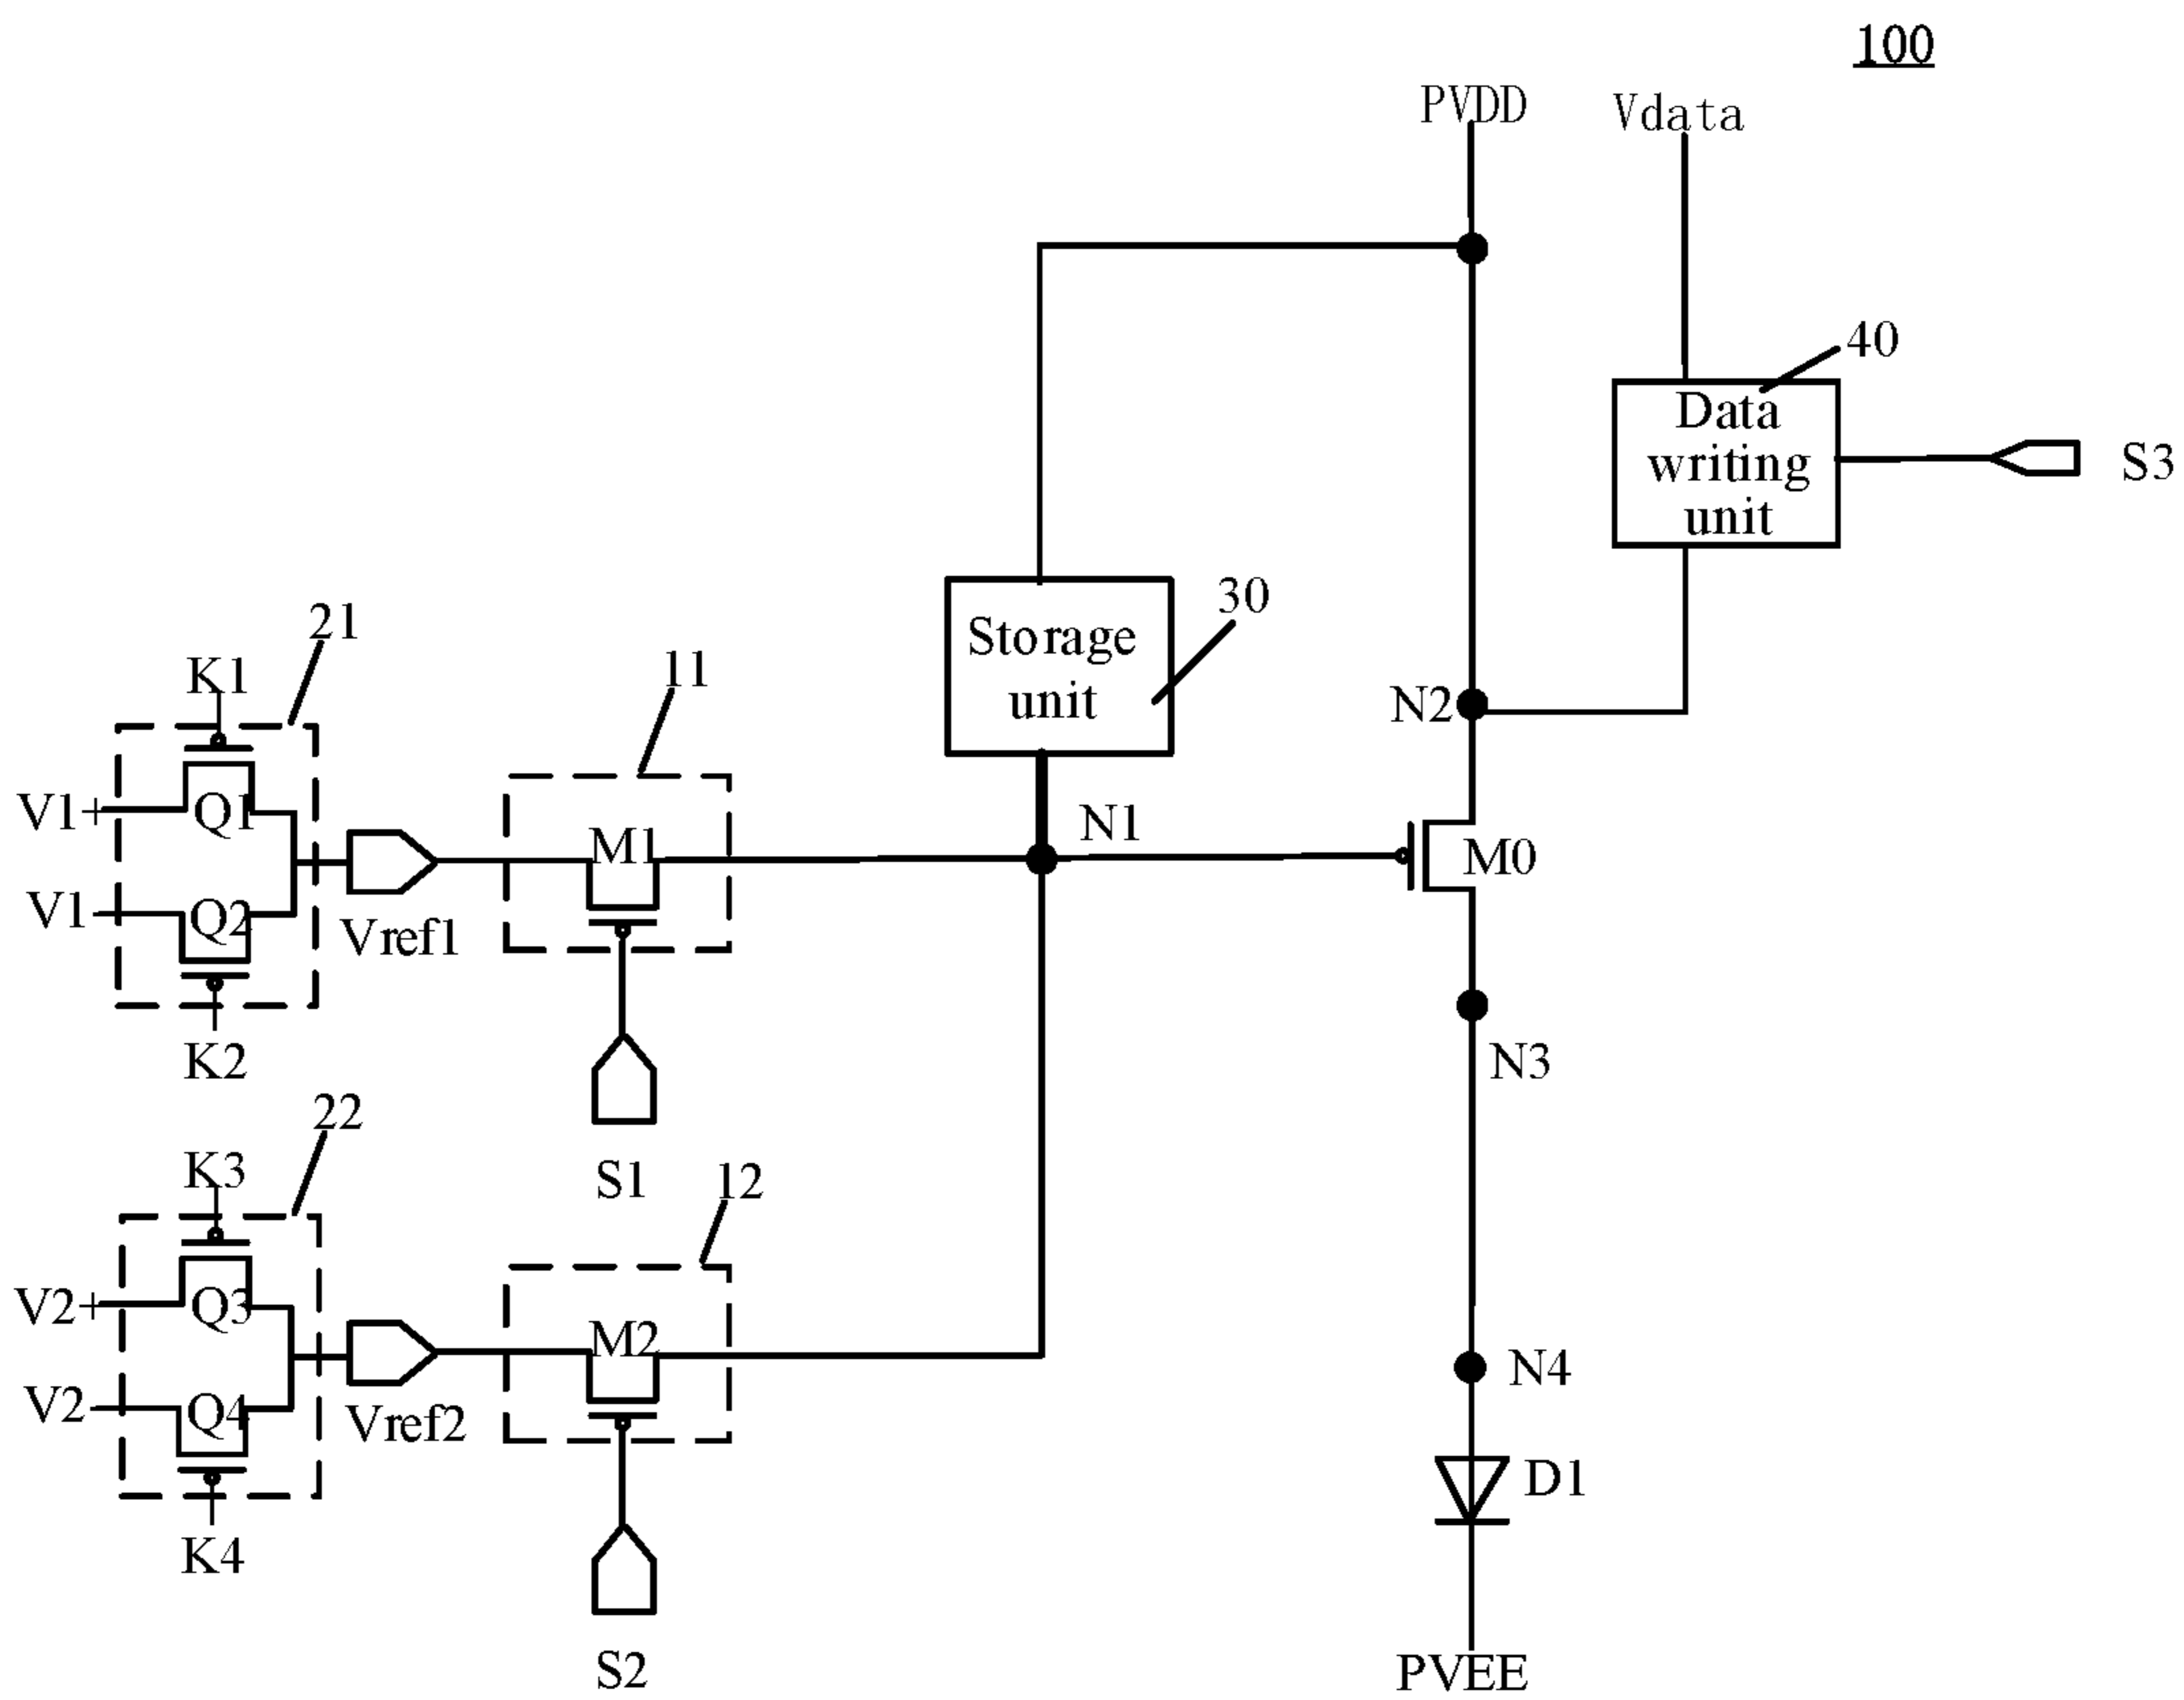 100
PVDD
Vdata
40
Data
writing
unit
S3
30
Storage
unit
21
K1
11
N2
V1+
Q1
N1
M1
M0
V1-
Q2
Vref1
K2
N3
22
K3
S1
12
V2+
Q3
M2
N4
V2-
Q4
Vref2
D1
K4
S2
PVEE